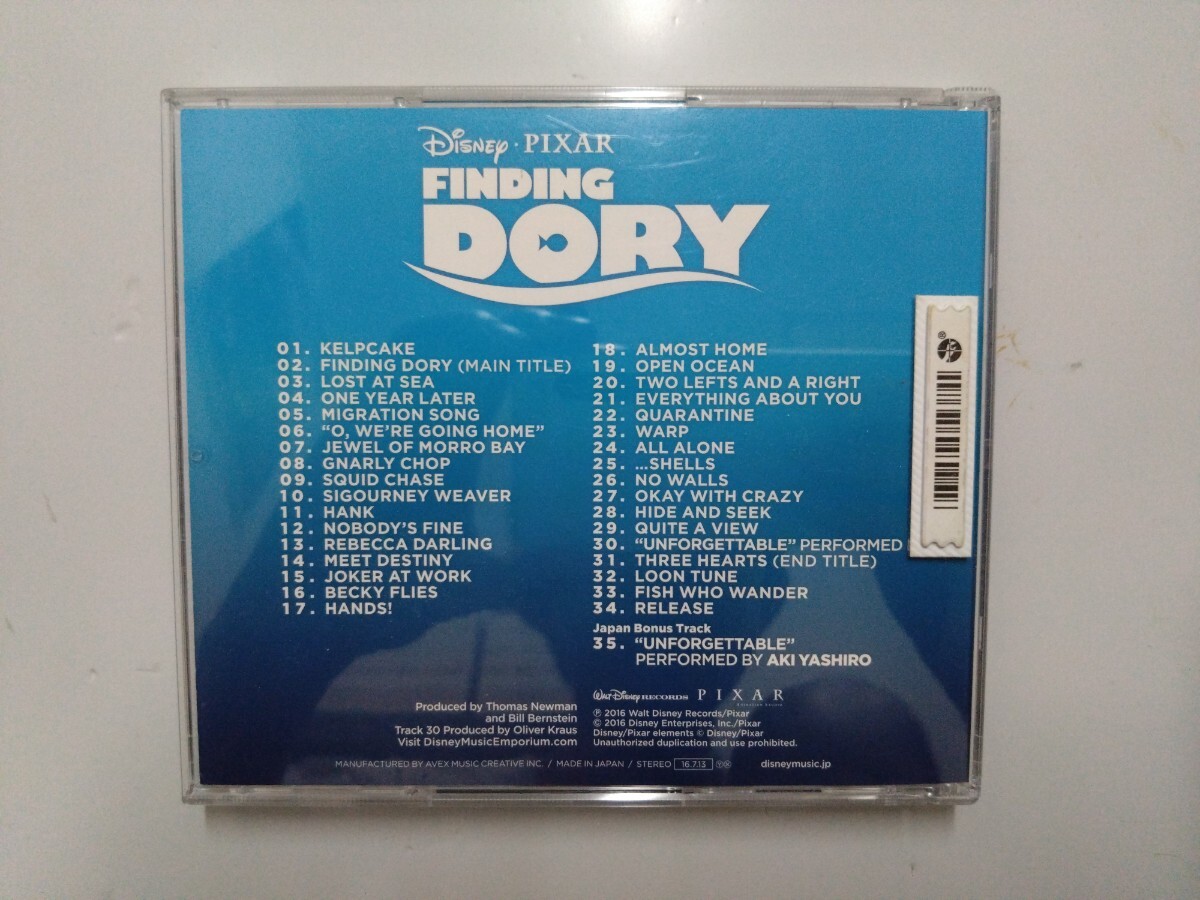 Disney · PIXAR
FINDING
DORY
01. KELPCAKE
02. FINDING DORY (MAIN TITLE)
03. LOST AT SEA
04. ONE YEAR LATER
05. MIGRATION SONG
06. “O, WE’RE GOING HOME”
07. JEWEL OF MORRO BAY
08. GNARLY CHOP
09. SQUID CHASE
10. SIGOURNEY WEAVER
11. HANK
12. NOBODY’S FINE
13. REBECCA DARLING
14. MEET DESTINY
15. JOKER AT WORK
16. BECKY FLIES
17. HANDS!
18. ALMOST HOME
19. OPEN OCEAN
20. TWO LEFTS AND A RIGHT
21. EVERYTHING ABOUT YOU
22. QUARANTINE
23. WARP
24. ALL ALONE
25. ...SHELLS
26. NO WALLS
27. OKAY WITH CRAZY
28. HIDE AND SEEK
29. QUITE A VIEW
30. “UNFORGETTABLE” PERFORMED
31. THREE HEARTS (END TITLE)
32. LOON TUNE
33. FISH WHO WANDER
34. RELEASE
Japan Bonus Track
35. “UNFORGETTABLE”
PERFORMED BY AKI YASHIRO
Produced by Thomas Newman
and Bill Bernstein
Track 30 Produced by Oliver Kraus
Visit DisneyMusicEmporium.com
WALT DISNEY RECORDS PIXAR
℗ 2016 Walt Disney Records/Pixar
© 2016 Disney Enterprises, Inc./Pixar
Disney/Pixar elements © Disney/Pixar
Unauthorized duplication and use prohibited.
MANUFACTURED BY AVEX MUSIC CREATIVE INC. / MADE IN JAPAN / STEREO 16.7.13 disneymusic.jp